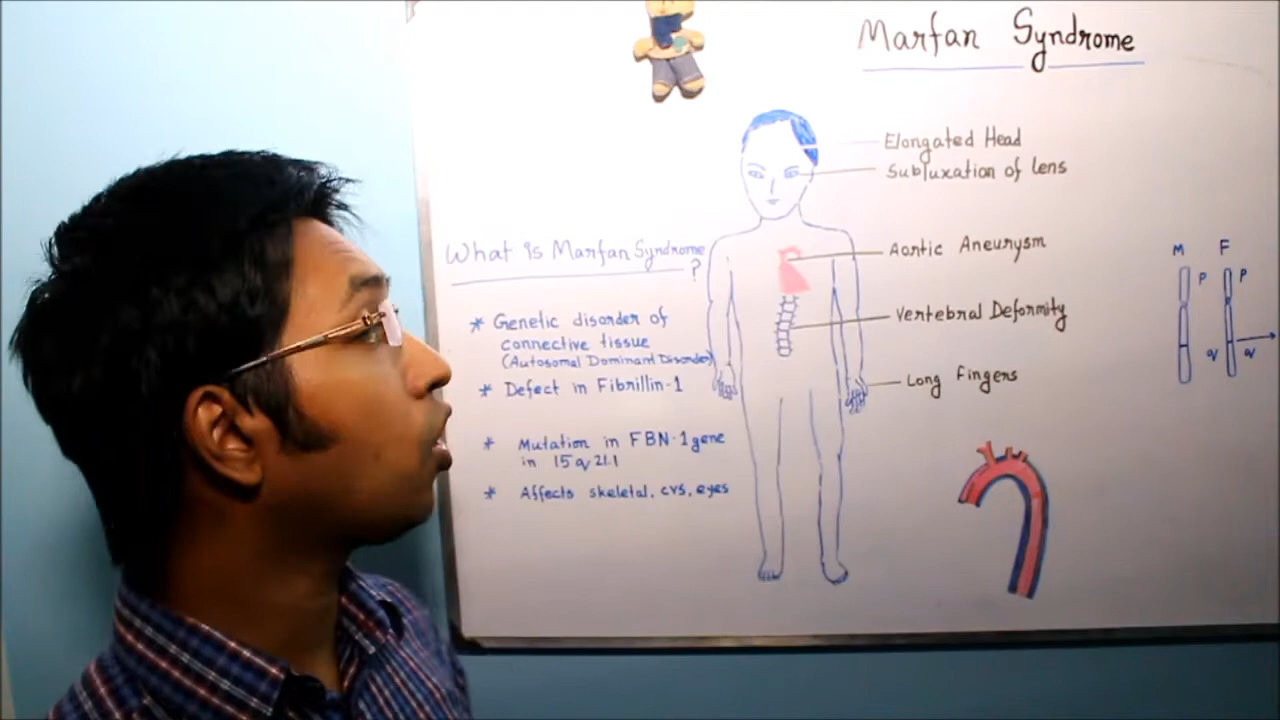 Marfan Syndrome
Elongated Head
Subluxation of lens
Aortic Aneurysm
Vertebral Deformity
Long Fingers
What is Marfan Syndrome
?
* Genetic disorder of
connective tissue
(Autosomal Dominant Disorder)
* Defect in Fibrillin-1
* Mutation in FBN-1 gene
in 15 q 21.1
* Affects skeletal, cvs, eyes
M F
P P
q q